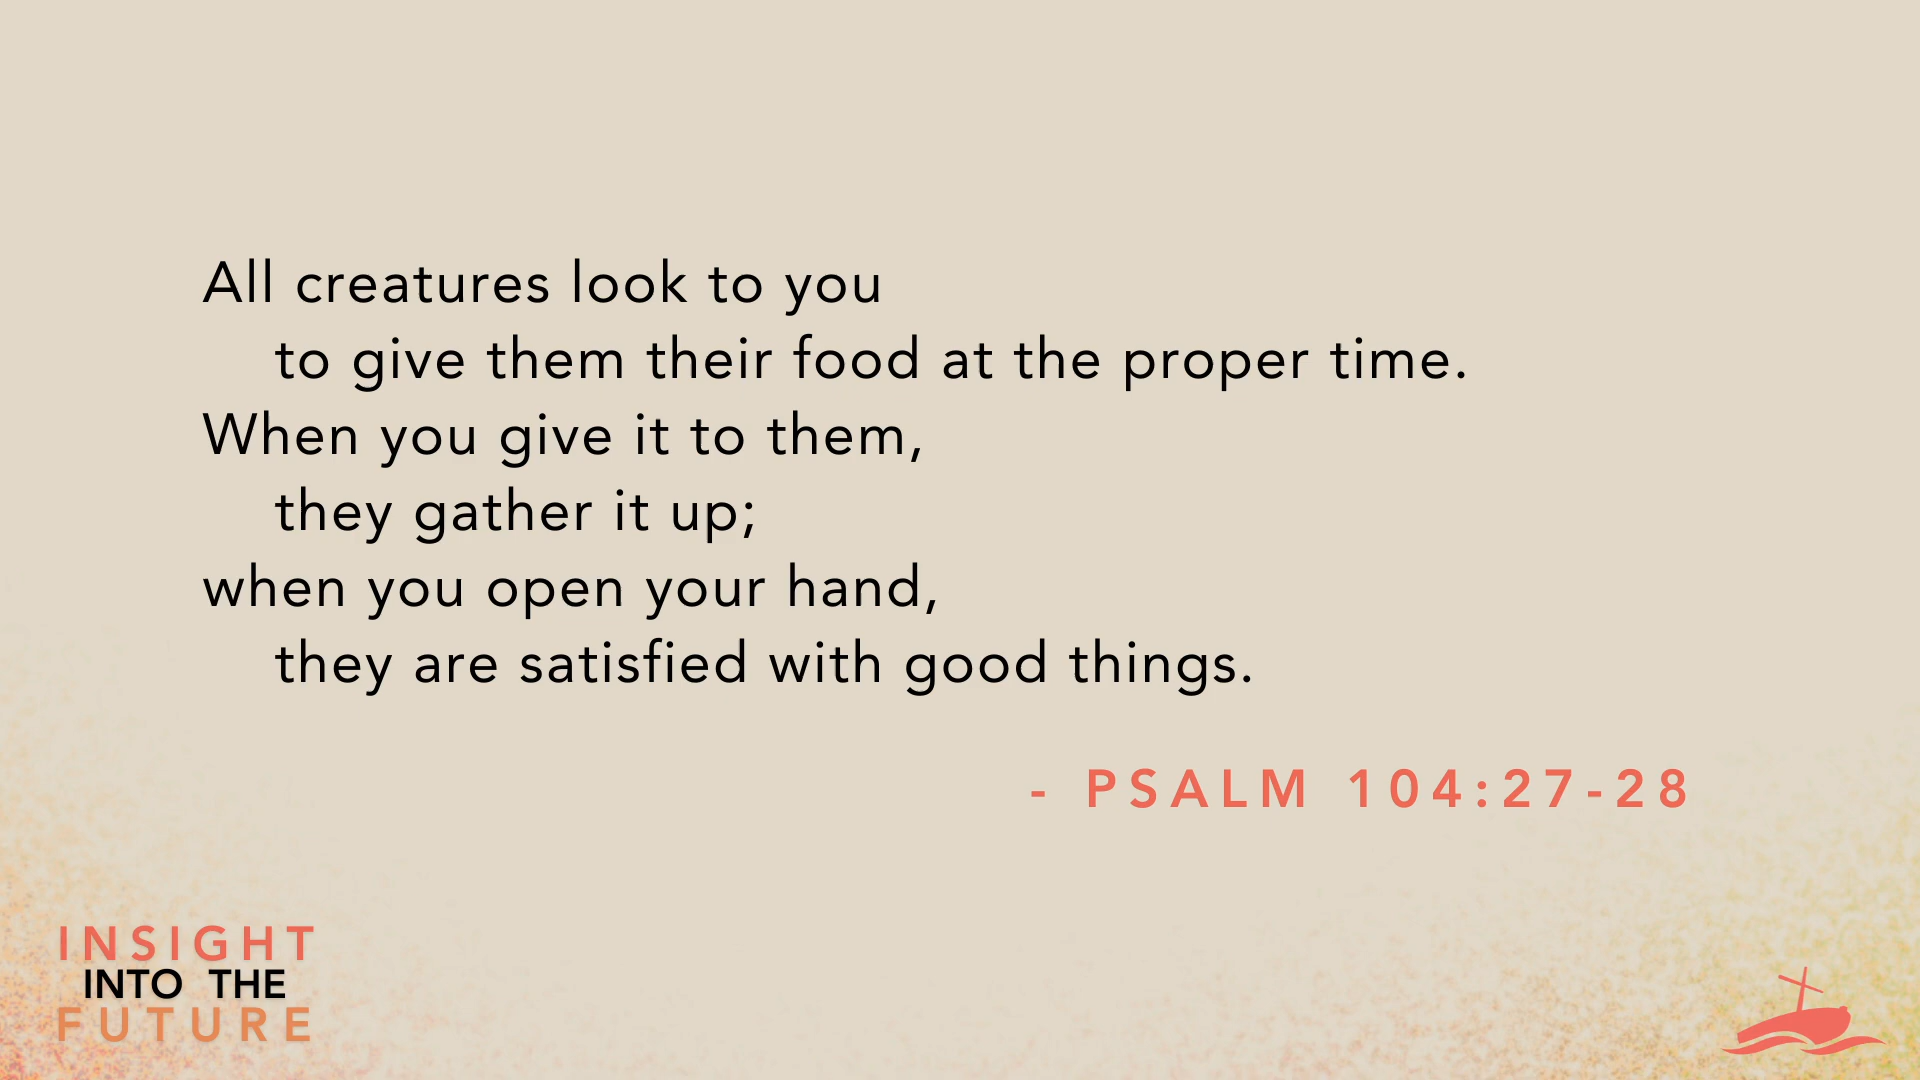 All creatures look to you
to give them their food at the proper time.
When you give it to them,
they gather it up;
when you open your hand,
they are satisfied with good things.
- PSALM 104:27-28
INSIGHT
INTO THE
FUTURE